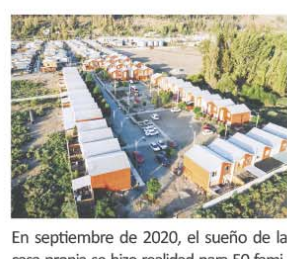 En septiembre de 2020, el sueño de la
casa propia se hizo realidad para 50 fami-